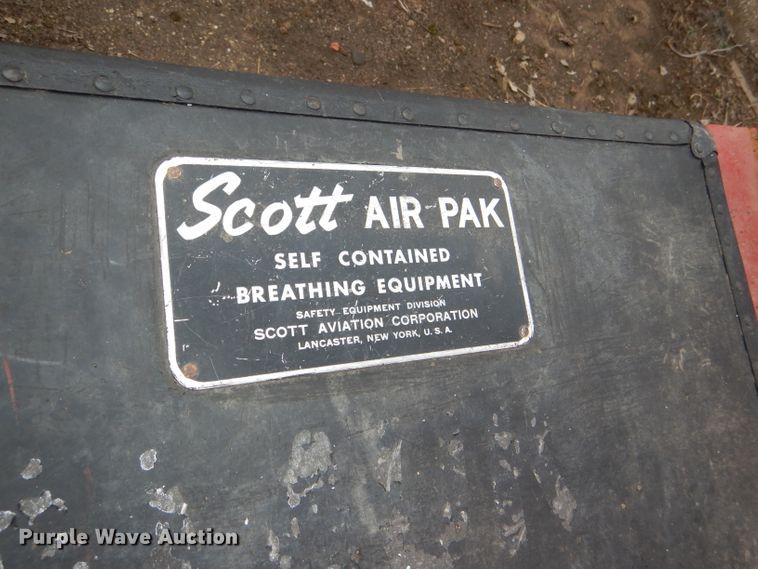 Scott AIR PAK
SELF CONTAINED
BREATHING EQUIPMENT
SAFETY EQUIPMENT DIVISION
SCOTT AVIATION CORPORATION
LANCASTER, NEW YORK, U. S. A.
Purple Wave Auction